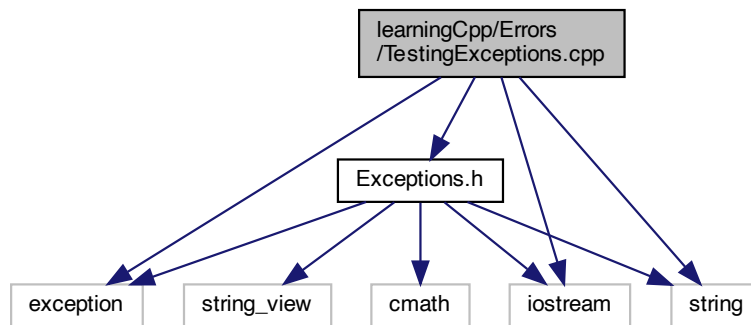 learningCpp/Errors
/TestingExceptions.cpp
Exceptions.h
exception
string_view
cmath
iostream
string